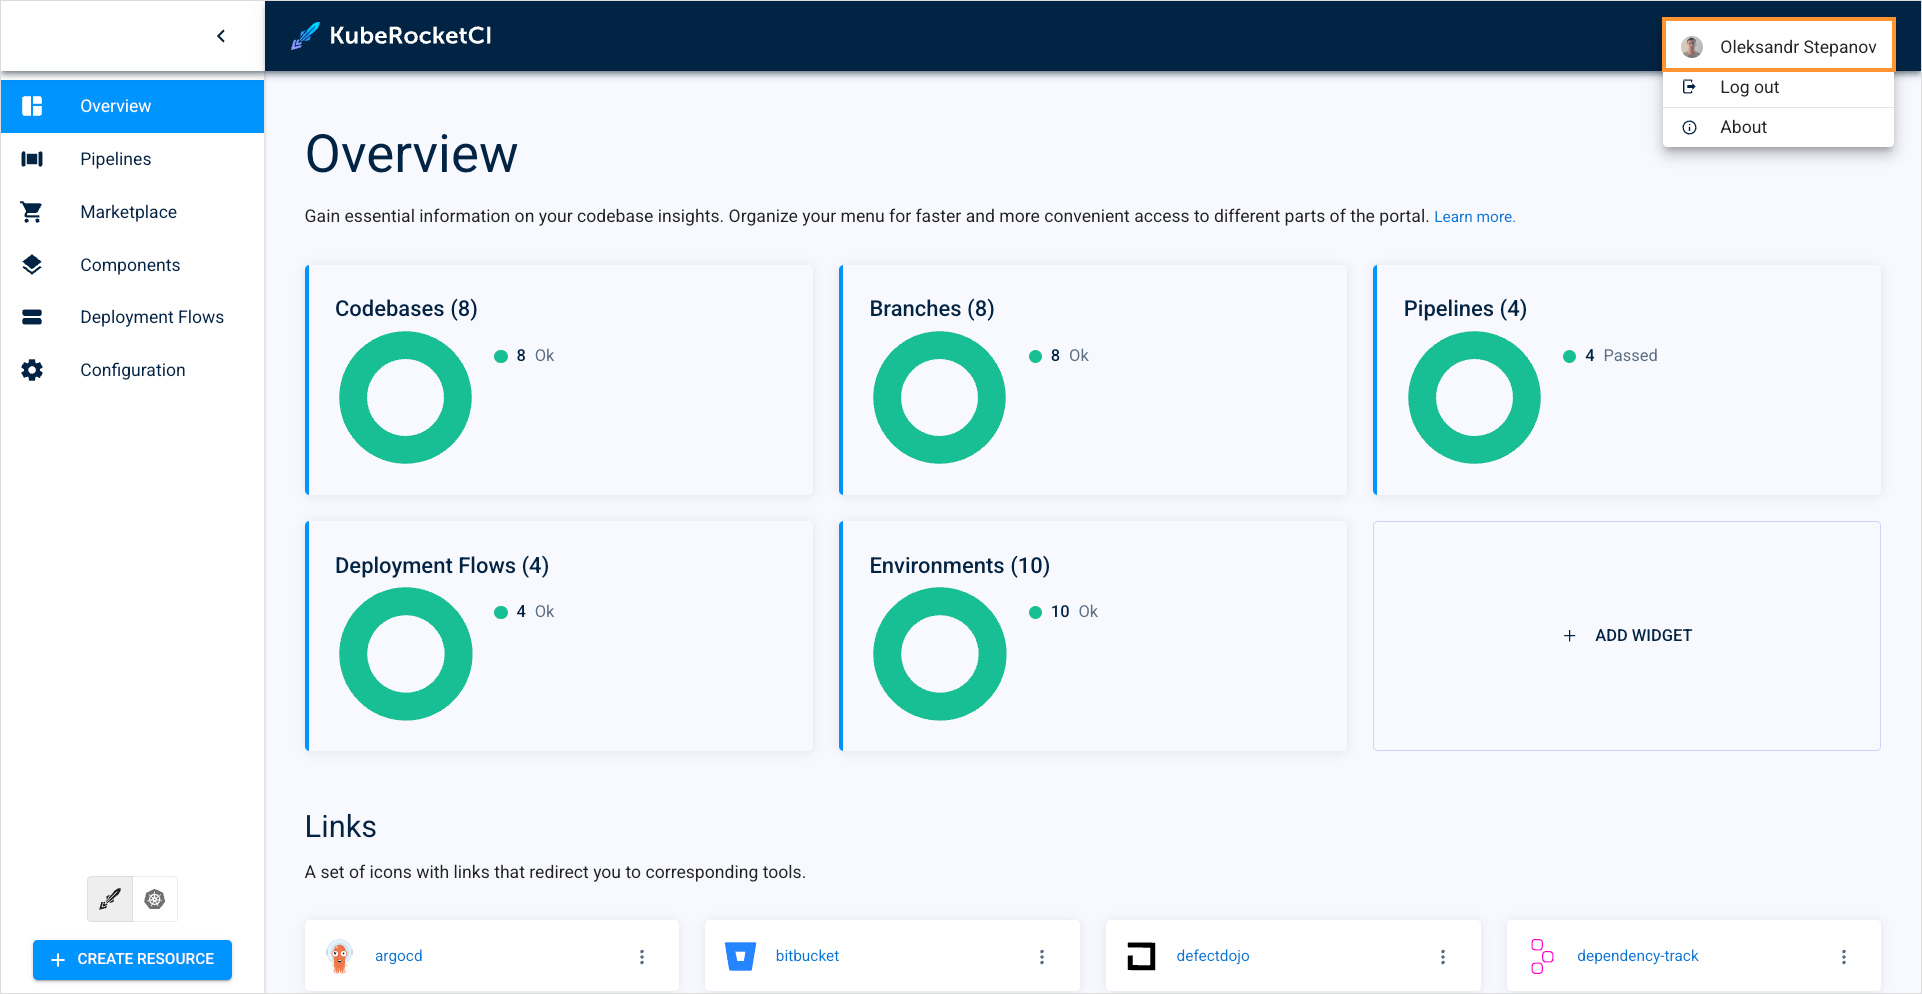 KubeRocketCI
Oleksandr Stepanov
Log out
About
Overview
Pipelines
Marketplace
Components
Deployment Flows
Configuration
CREATE RESOURCE
Overview
Gain essential information on your codebase insights. Organize your menu for faster and more convenient access to different parts of the portal. Learn more.
Codebases (8)
8 Ok
Branches (8)
8 Ok
Pipelines (4)
4 Passed
Deployment Flows (4)
4 Ok
Environments (10)
10 Ok
ADD WIDGET
Links
A set of icons with links that redirect you to corresponding tools.
argocd
bitbucket
defectdojo
dependency-track